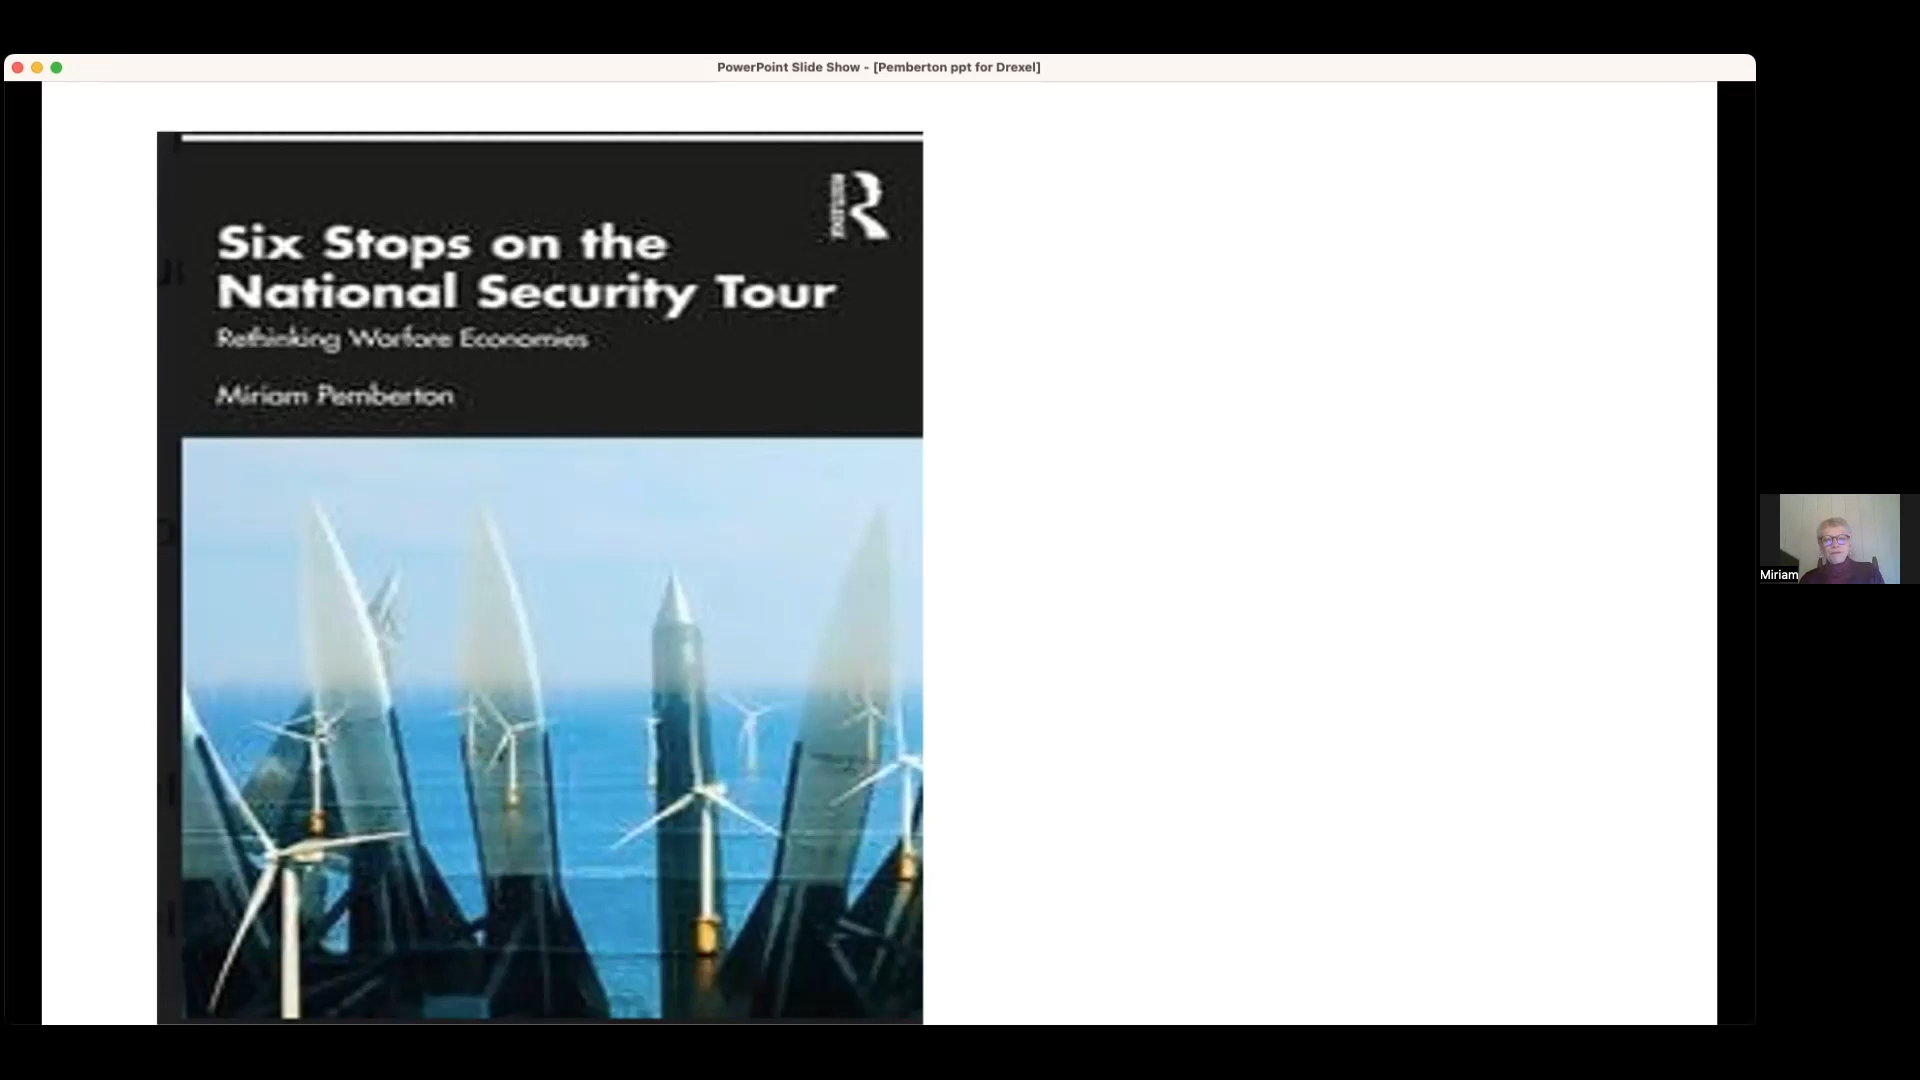 PowerPoint Slide Show - [Pemberton ppt for Drexel]
Six Stops on the
National Security Tour
Rethinking Warfare Economies
Miriam Pemberton
R
Miriam